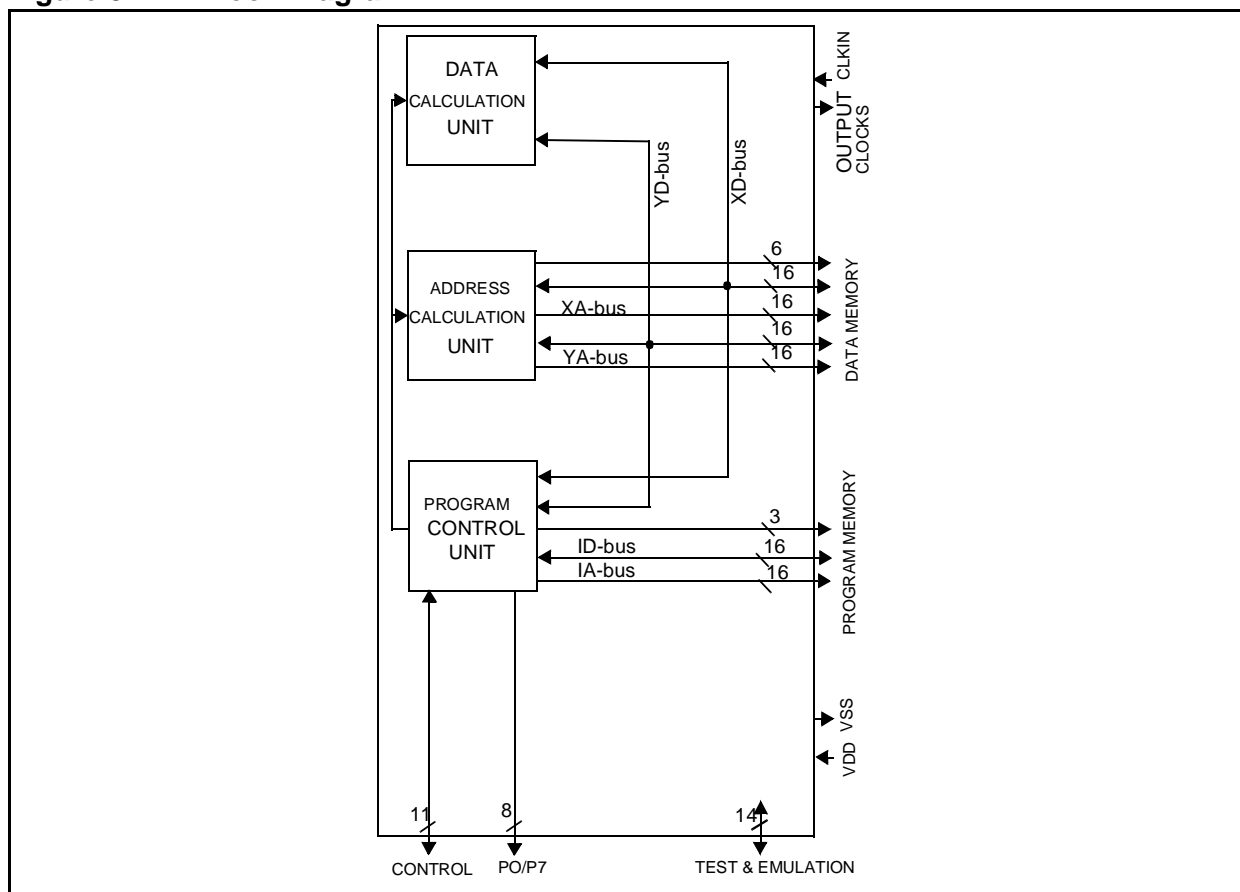 DATA
CALCULATION
UNIT
CLKIN
OUTPUT
CLOCKS
YD-bus
XD-bus
ADDRESS
CALCULATION
UNIT
6
16
XA-bus
16
16
YA-bus
16
DATA MEMORY
PROGRAM
CONTROL
UNIT
3
ID-bus
16
IA-bus
16
PROGRAM MEMORY
VSS
VDD
11
8
14
CONTROL
PO/P7
TEST & EMULATION